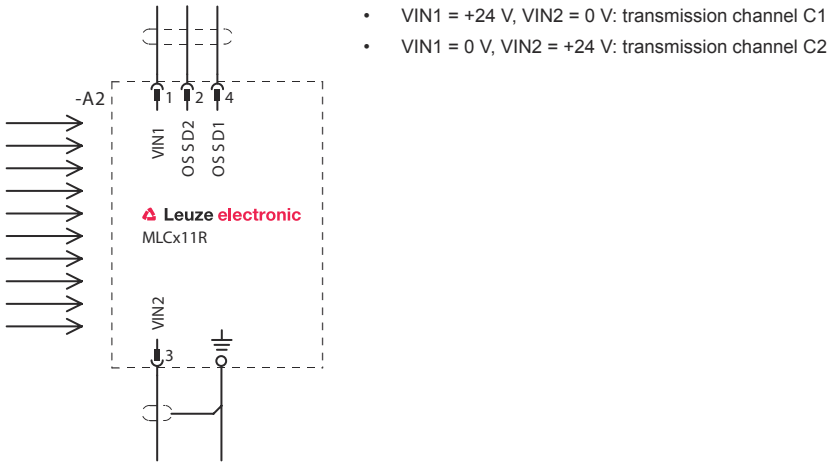 • VIN1 = +24 V, VIN2 = 0 V: transmission channel C1
• VIN1 = 0 V, VIN2 = +24 V: transmission channel C2
-A2
1 2 4
VIN1
OSSD2
OSSD1
Leuze electronic
MLCx11R
VIN2
3